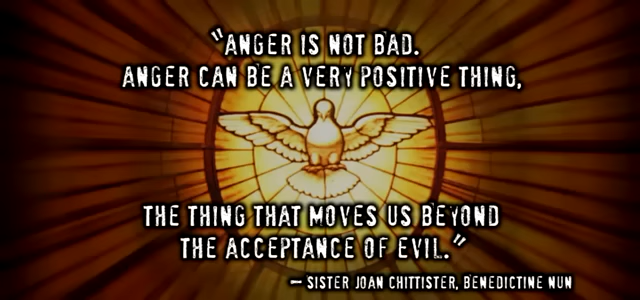 “ANGER IS NOT BAD.
ANGER CAN BE A VERY POSITIVE THING,
THE THING THAT MOVES US BEYOND
THE ACCEPTANCE OF EVIL.”
– SISTER JOAN CHITTISTER, BENEDICTINE NUN